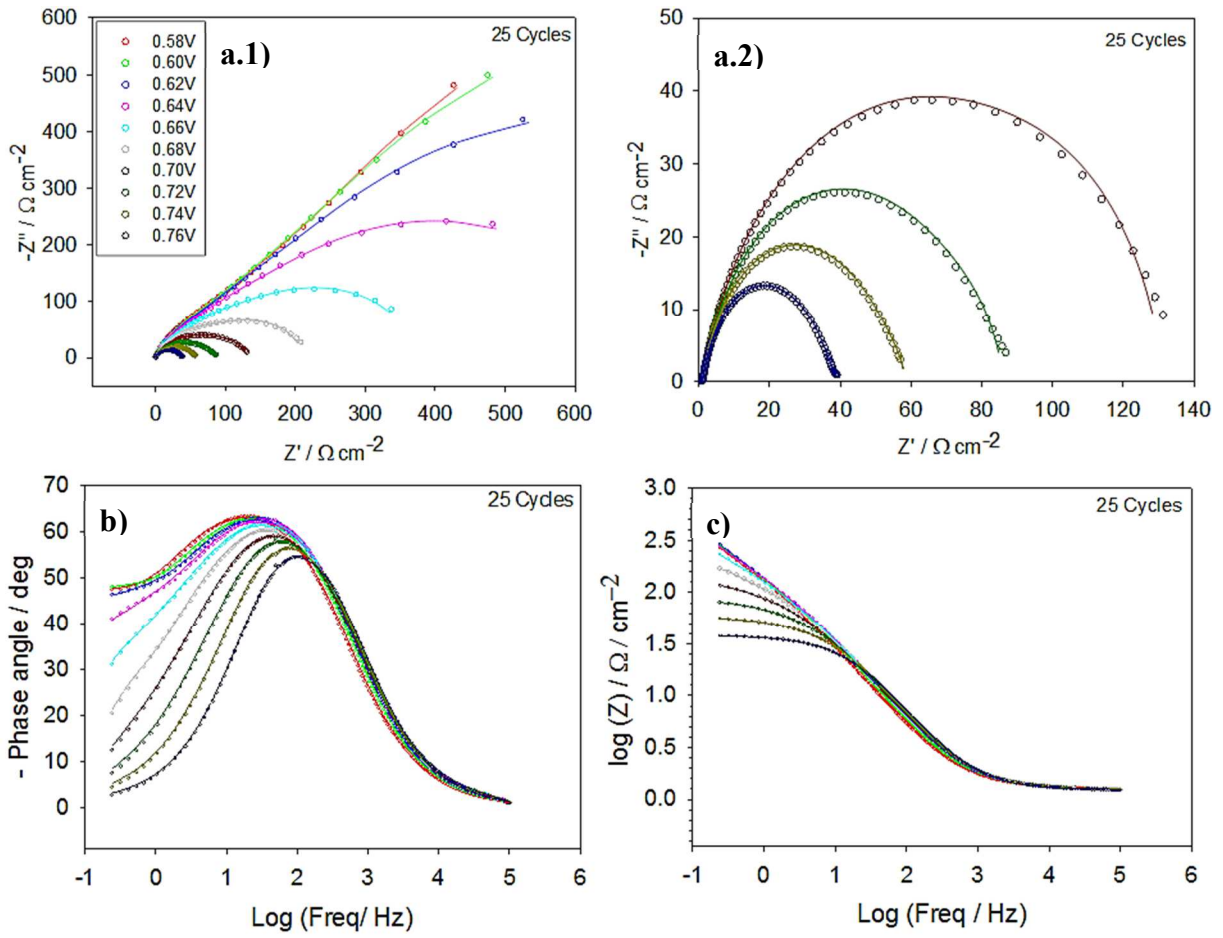 a.1)
25 Cycles
0.58V
0.60V
0.62V
0.64V
0.66V
0.68V
0.70V
0.72V
0.74V
0.76V
-Z'' / Ω cm⁻²
600
500
400
300
200
100
0
0 100 200 300 400 500 600
Z' / Ω cm⁻²
a.2)
25 Cycles
-Z'' / Ω cm⁻²
50
40
30
20
10
0
0 20 40 60 80 100 120 140
Z' / Ω cm⁻²
b)
25 Cycles
- Phase angle / deg
70
60
50
40
30
20
10
0
-1 0 1 2 3 4 5 6
Log (Freq/ Hz)
c)
25 Cycles
log (Z) / Ω / cm⁻²
3.0
2.5
2.0
1.5
1.0
0.5
0.0
-1 0 1 2 3 4 5 6
Log (Freq / Hz)